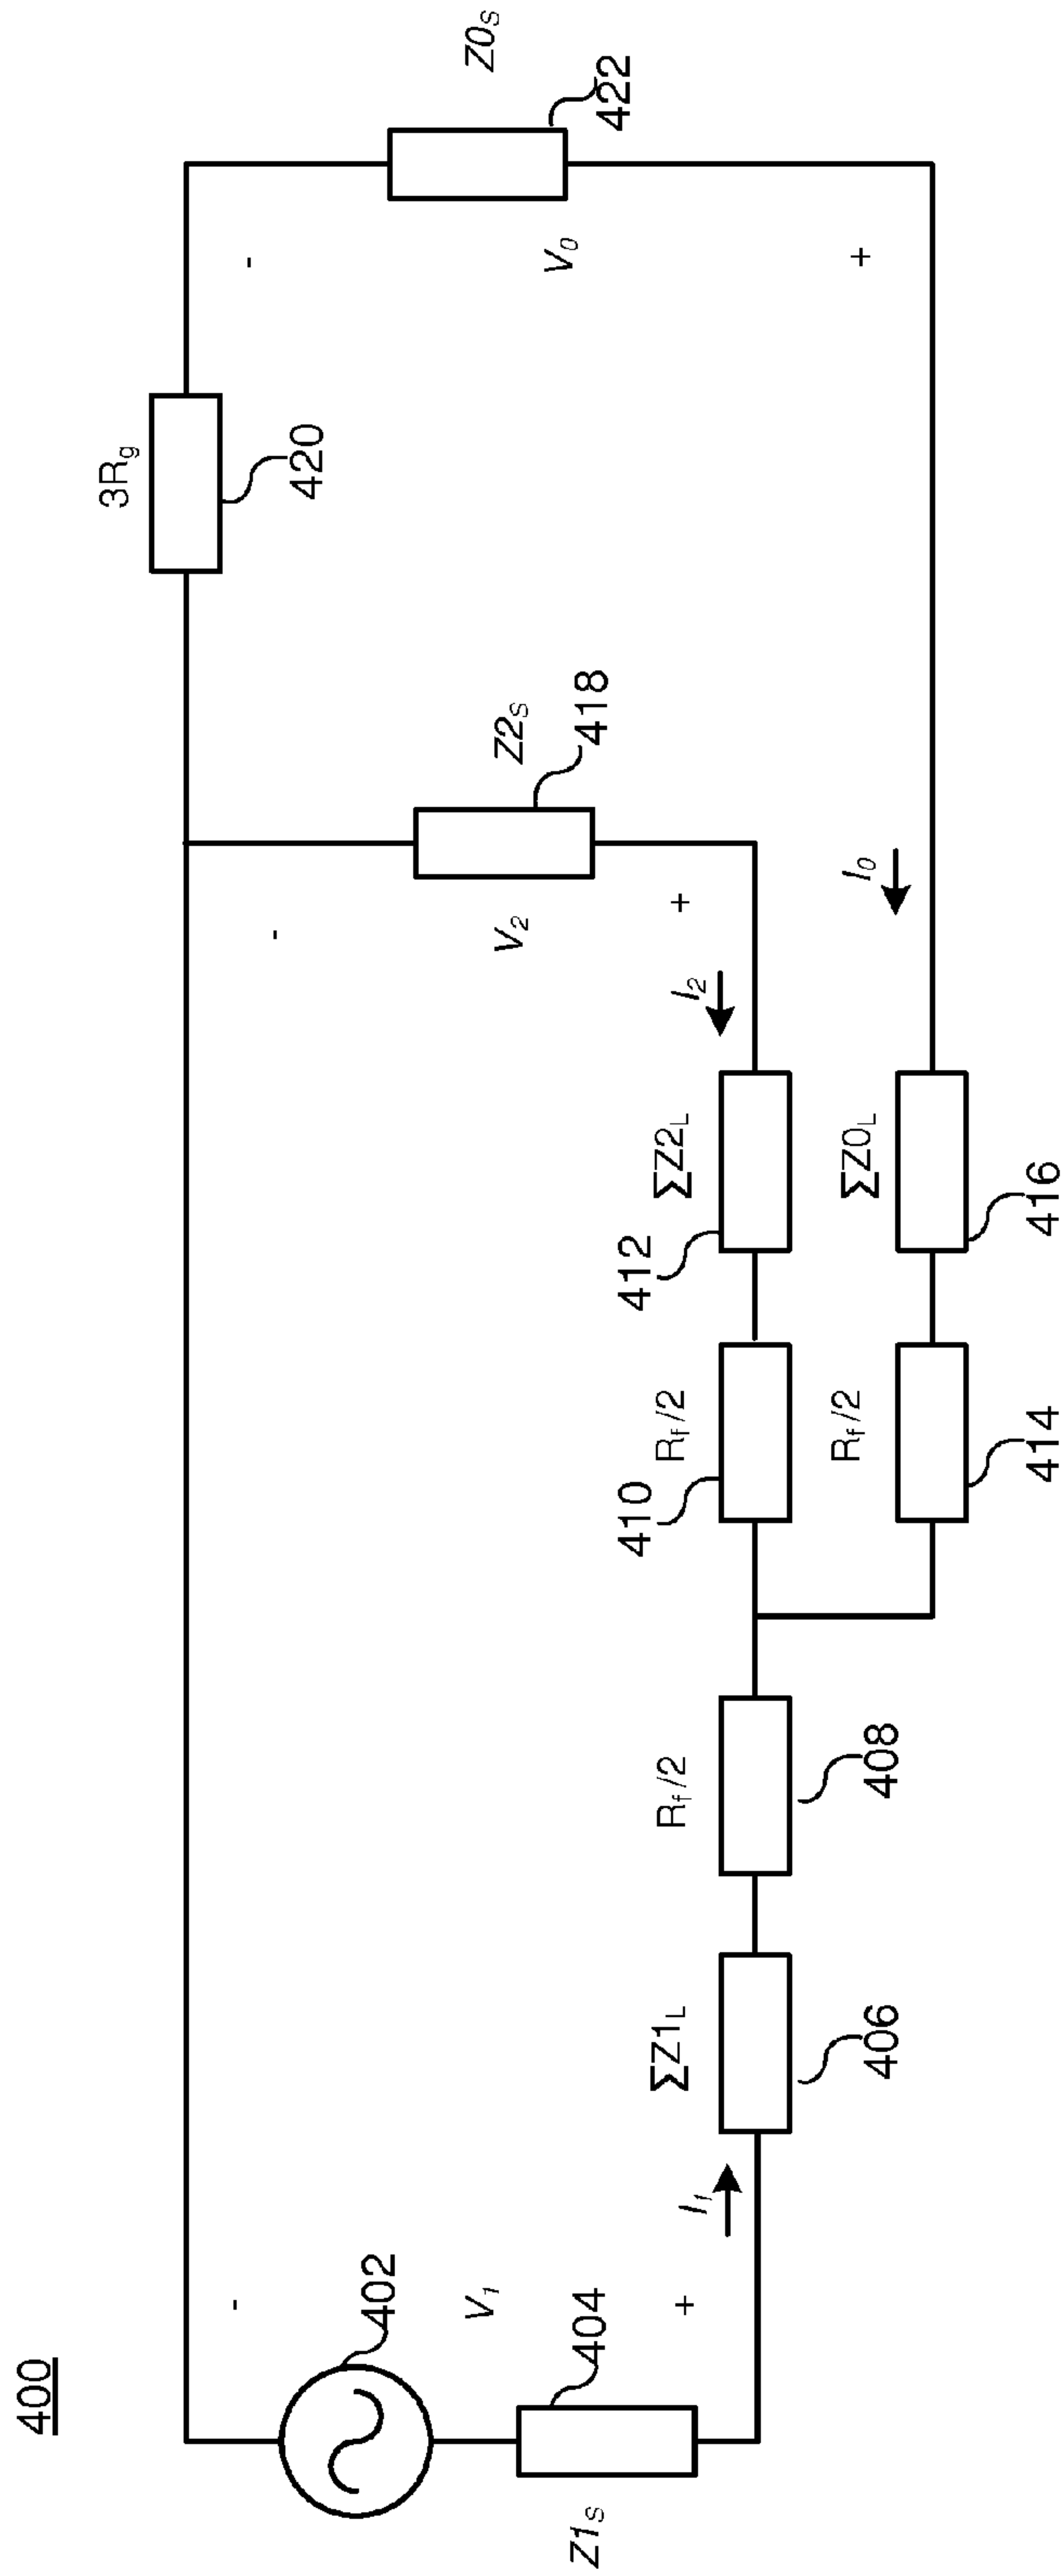 400
402
Z1S
404
-
V1
+
I1
ΣZ1L
406
Rf/2
408
Rf/2
410
ΣZ2L
412
Rf/2
414
ΣZ0L
416
I2
-
V2
+
Z2S
418
I0
3Rg
420
-
V0
+
Z0S
422